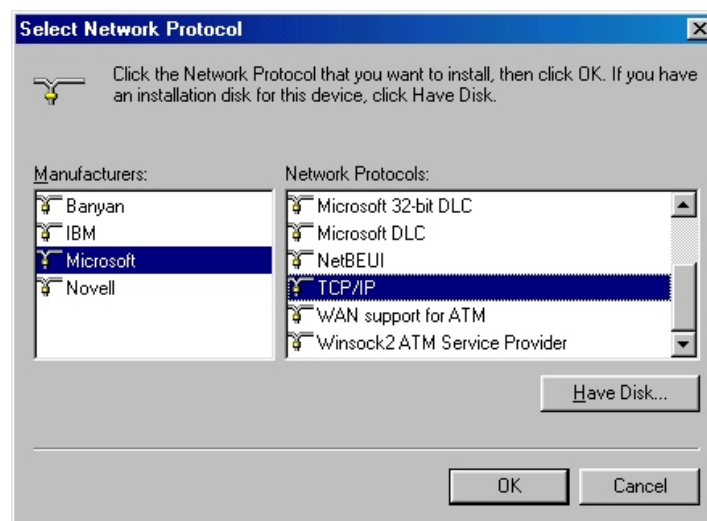 Select Network Protocol
Click the Network Protocol that you want to install, then click OK. If you have
an installation disk for this device, click Have Disk.
Manufacturers:
Banyan
IBM
Microsoft
Novell
Network Protocols:
Microsoft 32-bit DLC
Microsoft DLC
NetBEUI
TCP/IP
WAN support for ATM
Winsock2 ATM Service Provider
Have Disk...
OK
Cancel